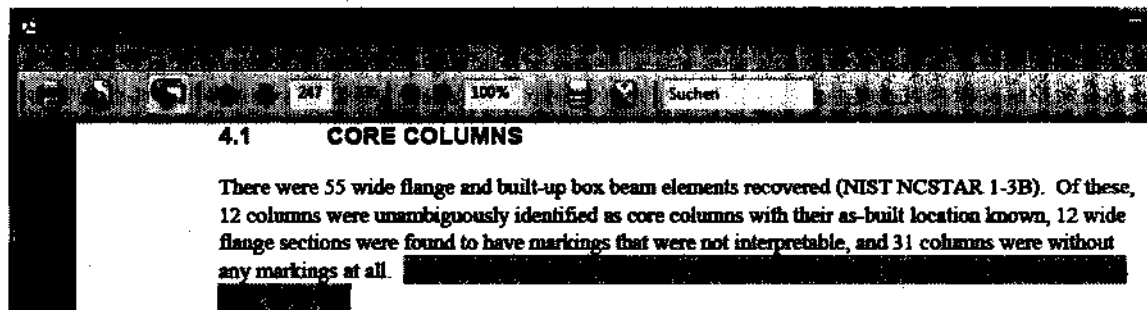 247
100%
Suchen
4.1 CORE COLUMNS
There were 55 wide flange and built-up box beam elements recovered (NIST NCSTAR 1-3B). Of these,
12 columns were unambiguously identified as core columns with their as-built location known, 12 wide
flange sections were found to have markings that were not interpretable, and 31 columns were without
any markings at all.